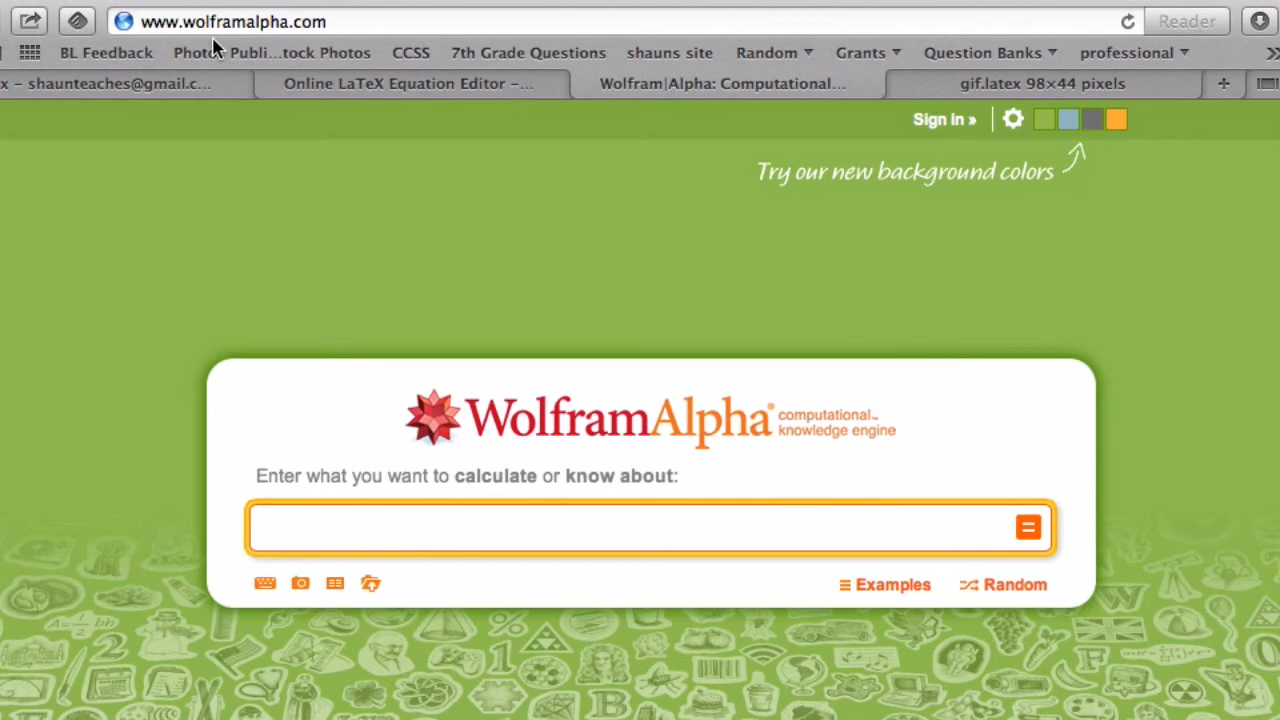 www.wolframalpha.com
Reader
BL Feedback Photo Publi...tock Photos CCSS 7th Grade Questions shauns site Random Grants Question Banks professional
x – shaunteaches@gmail.c... Online LaTeX Equation Editor –... Wolfram|Alpha: Computational... gif.latex 98×44 pixels
Sign in »
Try our new background colors
WolframAlpha computational™
knowledge engine
Enter what you want to calculate or know about:
=
Examples Random